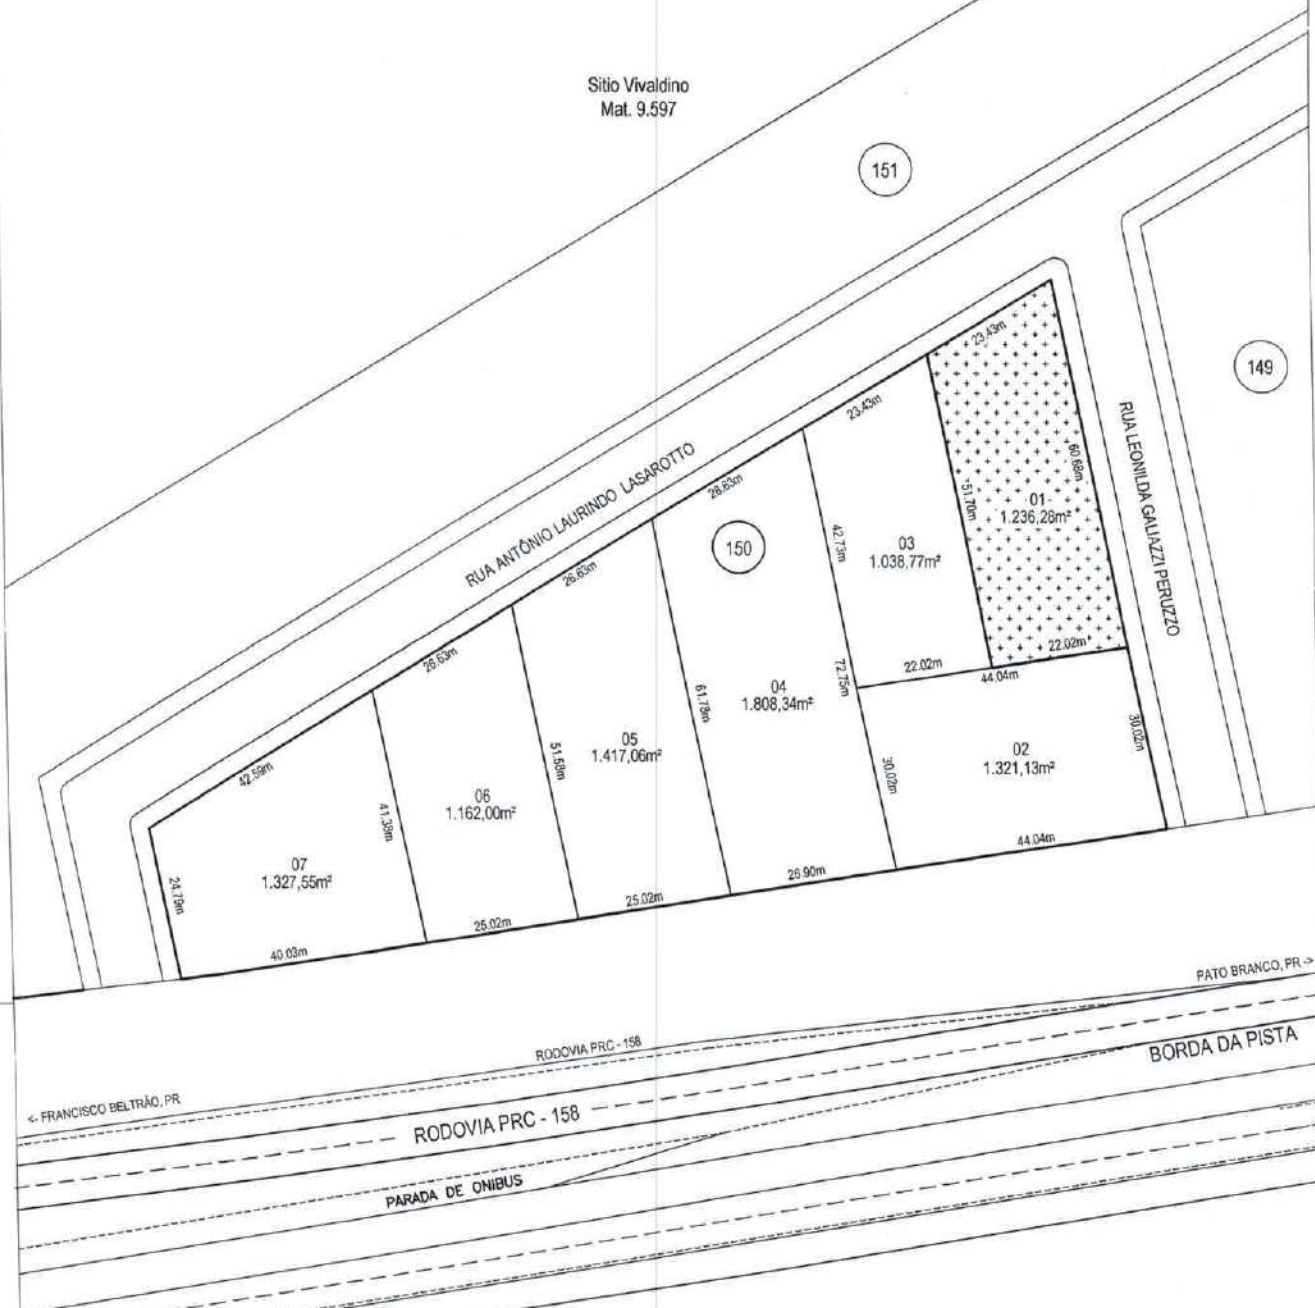 Sitio Vivaldino
Mat. 9.597
151
149
RUA ANTÔNIO LAURINDO LASAROTTO
RUA LEONILDA GALIAZZI PERUZZO
23.43m
23.43m
28.63m
26.63m
26.63m
42.59m
150
01
1.236,28m²
60.68m
51.70m
22.02m
03
1.038,77m²
42.73m
22.02m
44.04m
72.75m
02
1.321,13m²
30.02m
30.02m
44.04m
04
1.808,34m²
61.78m
26.90m
05
1.417,06m²
51.58m
25.02m
06
1.162,00m²
41.38m
25.02m
07
1.327,55m²
24.79m
40.03m
PATO BRANCO, PR ->
RODOVIA PRC - 158
BORDA DA PISTA
<- FRANCISCO BELTRÃO, PR
RODOVIA PRC - 158
PARADA DE ONIBUS